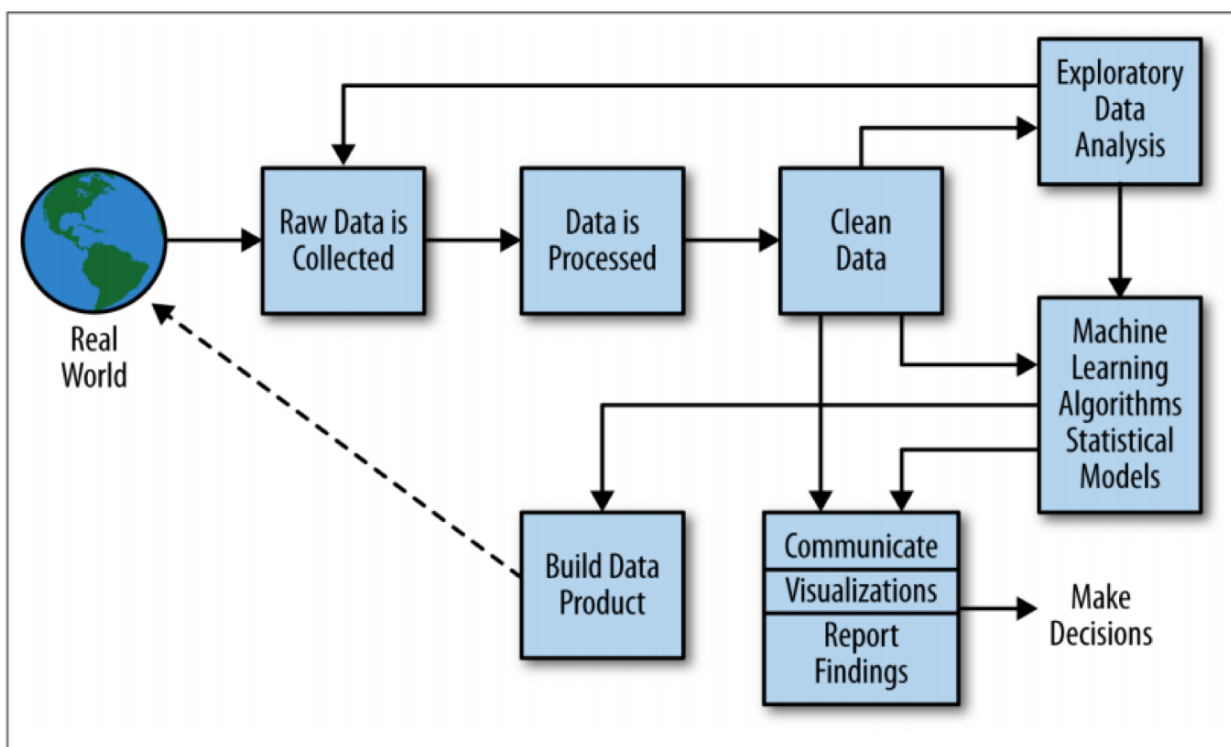 Exploratory
Data
Analysis
Raw Data is
Collected
Data is
Processed
Clean
Data
Real
World
Machine
Learning
Algorithms
Statistical
Models
Build Data
Product
Communicate
Visualizations
Report
Findings
Make
Decisions